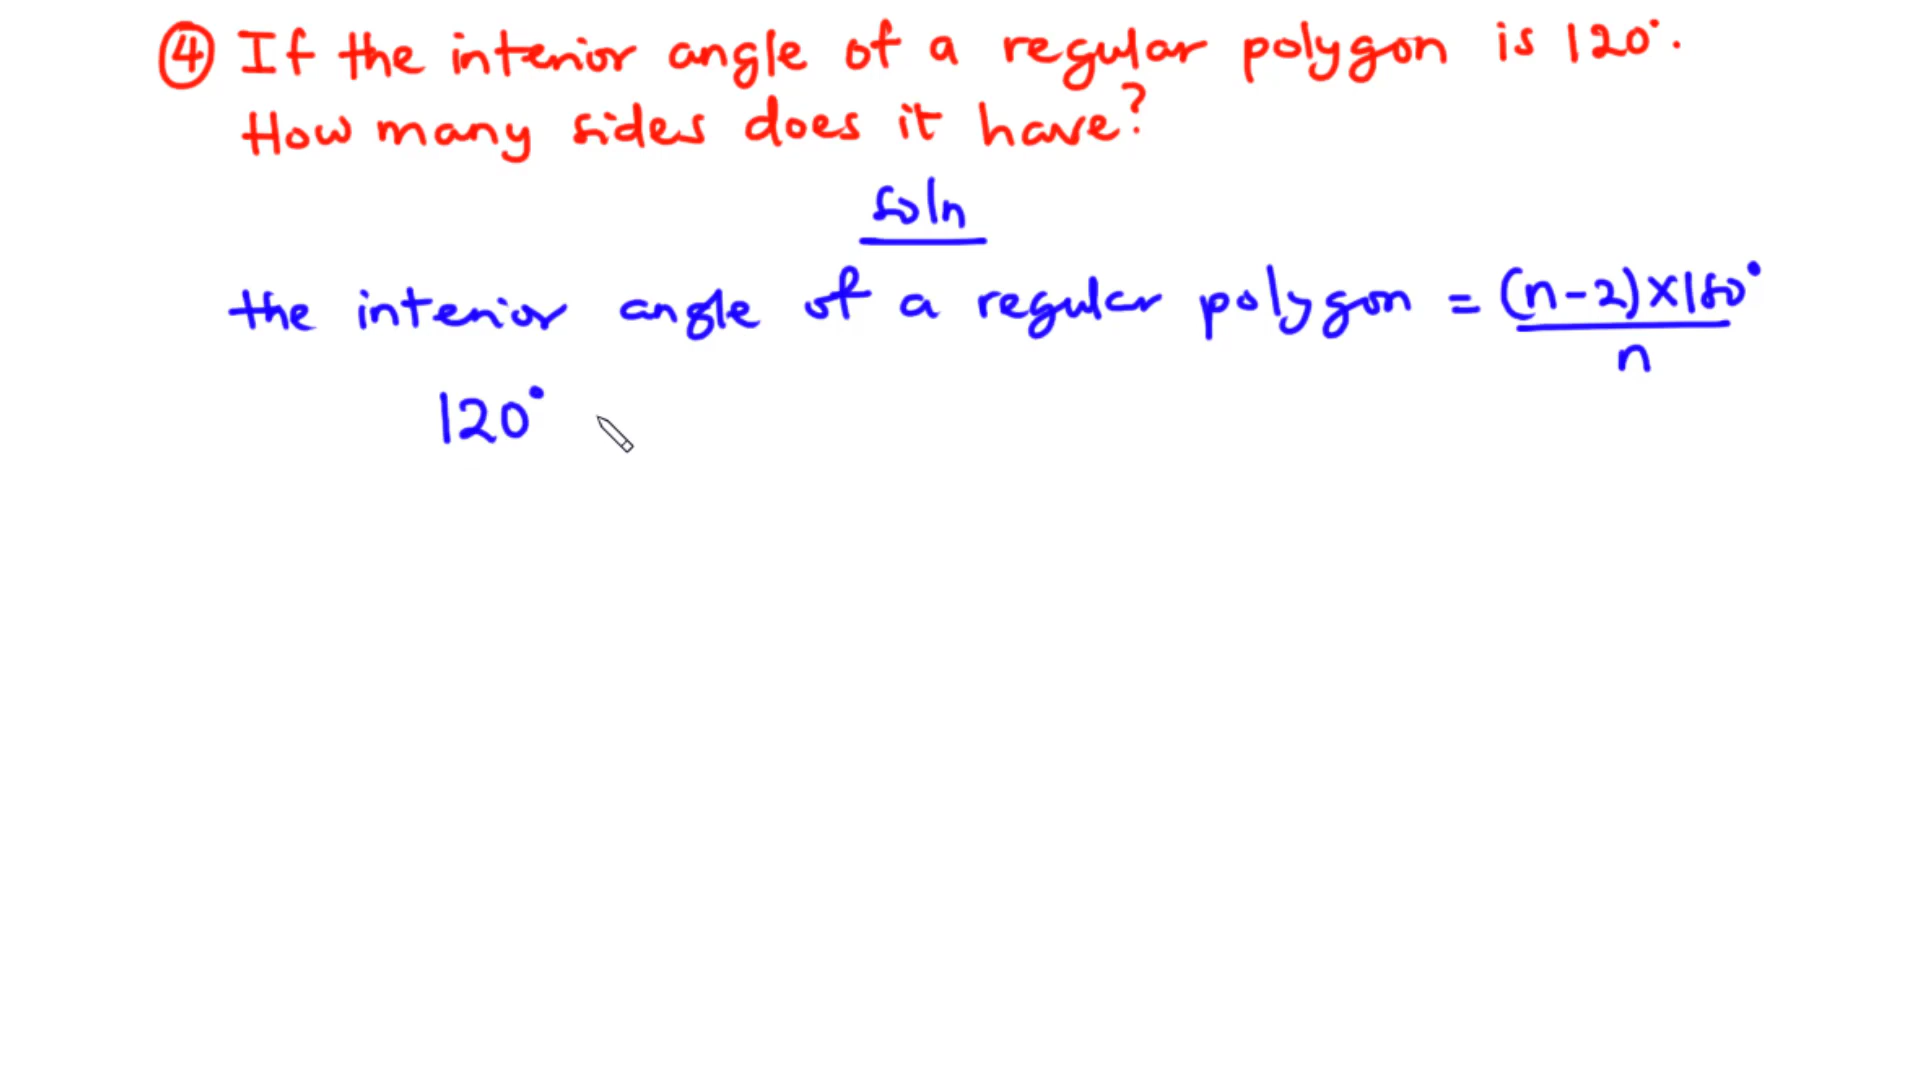 ④ If the interior angle of a regular polygon is 120°.
How many sides does it have?
soln
the interior angle of a regular polygon = (n-2)×180°
n
120°